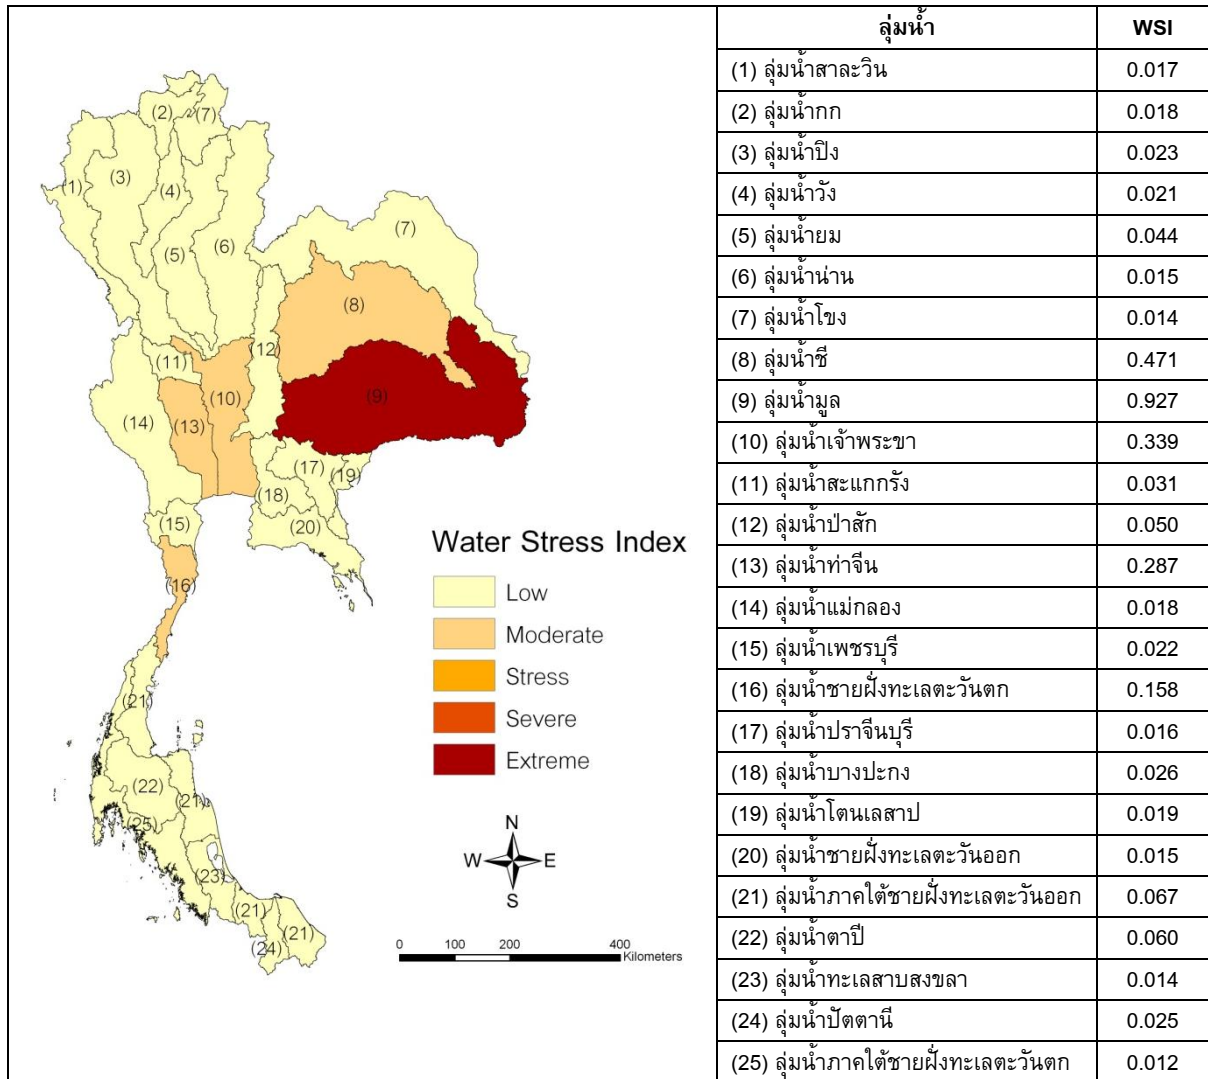 (2)
(7)
(1)
(3)
(4)
(5)
(6)
(7)
(8)
(9)
(10)
(11)
(12)
(13)
(14)
(15)
(16)
(17)
(18)
(19)
(20)
(21)
(22)
(21)
(25)
(23)
(21)
(24)
(21)
Water Stress Index
Low
Moderate
Stress
Severe
Extreme
N
W E
S
0 100 200 400
Kilometers
ลุ่มน้ำ WSI
(1) ลุ่มน้ำสาละวิน 0.017
(2) ลุ่มน้ำกก 0.018
(3) ลุ่มน้ำปิง 0.023
(4) ลุ่มน้ำวัง 0.021
(5) ลุ่มน้ำยม 0.044
(6) ลุ่มน้ำน่าน 0.015
(7) ลุ่มน้ำโขง 0.014
(8) ลุ่มน้ำชี 0.471
(9) ลุ่มน้ำมูล 0.927
(10) ลุ่มน้ำเจ้าพระขา 0.339
(11) ลุ่มน้ำสะแกกรัง 0.031
(12) ลุ่มน้ำป่าสัก 0.050
(13) ลุ่มน้ำท่าจีน 0.287
(14) ลุ่มน้ำแม่กลอง 0.018
(15) ลุ่มน้ำเพชรบุรี 0.022
(16) ลุ่มน้ำชายฝั่งทะเลตะวันตก 0.158
(17) ลุ่มน้ำปราจีนบุรี 0.016
(18) ลุ่มน้ำบางปะกง 0.026
(19) ลุ่มน้ำโตนเลสาป 0.019
(20) ลุ่มน้ำชายฝั่งทะเลตะวันออก 0.015
(21) ลุ่มน้ำภาคใต้ชายฝั่งทะเลตะวันออก 0.067
(22) ลุ่มน้ำตาปี 0.060
(23) ลุ่มน้ำทะเลสาบสงขลา 0.014
(24) ลุ่มน้ำปัตตานี 0.025
(25) ลุ่มน้ำภาคใต้ชายฝั่งทะเลตะวันตก 0.012